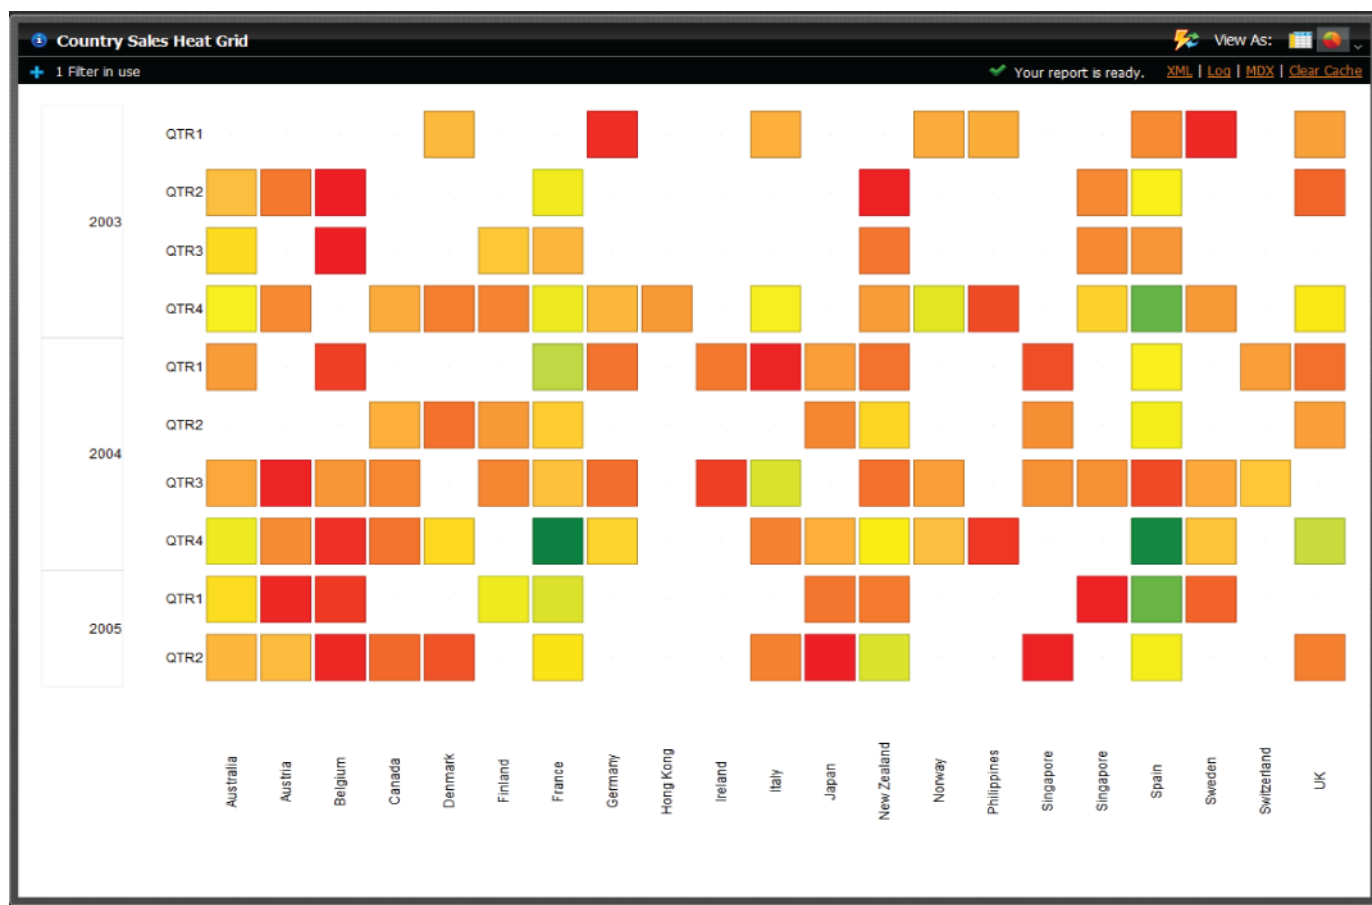 Country Sales Heat Grid
View As:
1 Filter in use
Your report is ready. XML | Log | MDX | Clear Cache
2003
QTR1
QTR2
QTR3
QTR4
2004
QTR1
QTR2
QTR3
QTR4
2005
QTR1
QTR2
Australia
Austria
Belgium
Canada
Denmark
Finland
France
Germany
Hong Kong
Ireland
Italy
Japan
New Zealand
Norway
Philippines
Singapore
Singapore
Spain
Sweden
Switzerland
UK